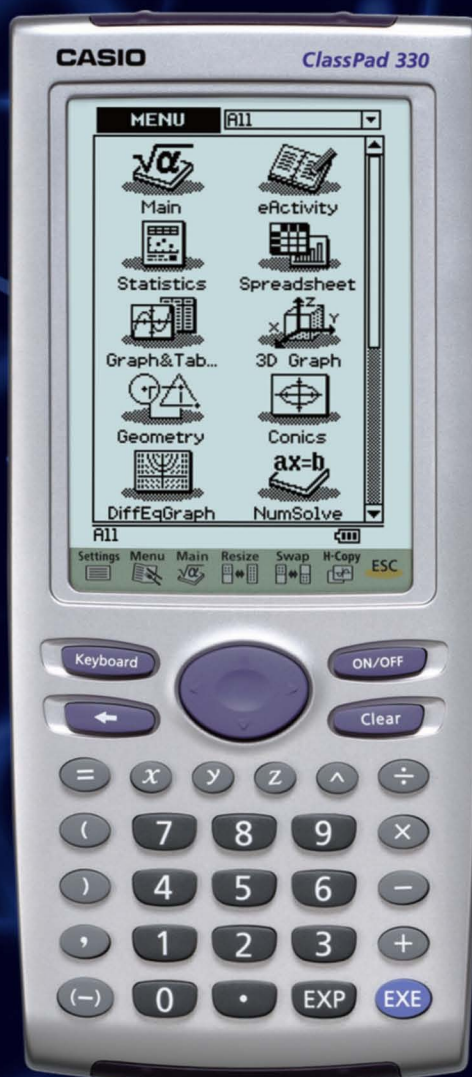 CASIO ClassPad 330
MENU All
√α
Main eActivity
Statistics Spreadsheet
X Z Y
Graph&Tab... 3D Graph
r
Geometry Conics
ax=b
DiffEqGraph NumSolve
All
Settings Menu Main Resize Swap H-Copy ESC
√α
Keyboard ON/OFF
Clear
= x y z ^ ÷
( 7 8 9 ×
) 4 5 6 −
, 1 2 3 +
(−) 0 • EXP EXE